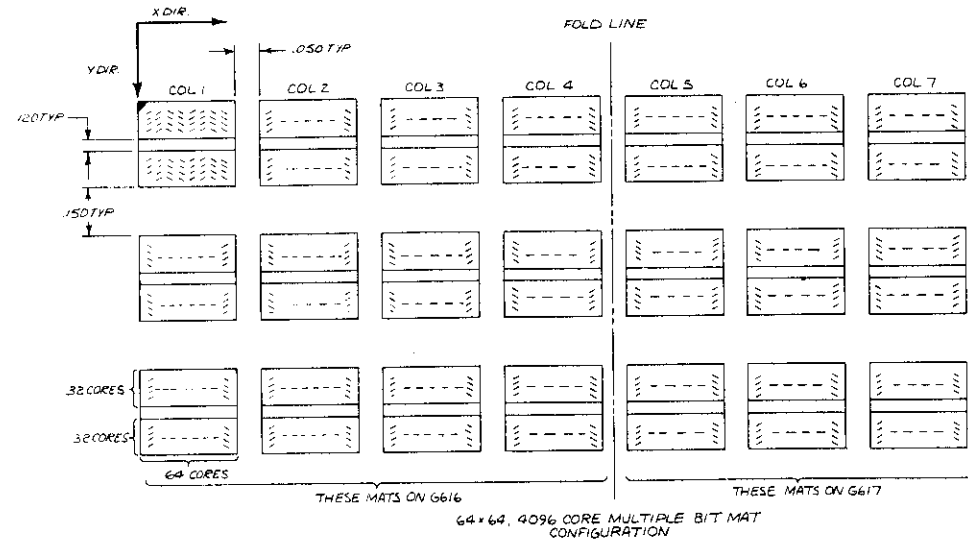 X DIR.
FOLD LINE
.050 TYP
Y DIR.
COL 1 COL 2 COL 3 COL 4 COL 5 COL 6 COL 7
.120 TYP
.150 TYP
32 CORES
32 CORES
64 CORES
THESE MATS ON G616
THESE MATS ON G617
64×64, 4096 CORE MULTIPLE BIT MAT
CONFIGURATION